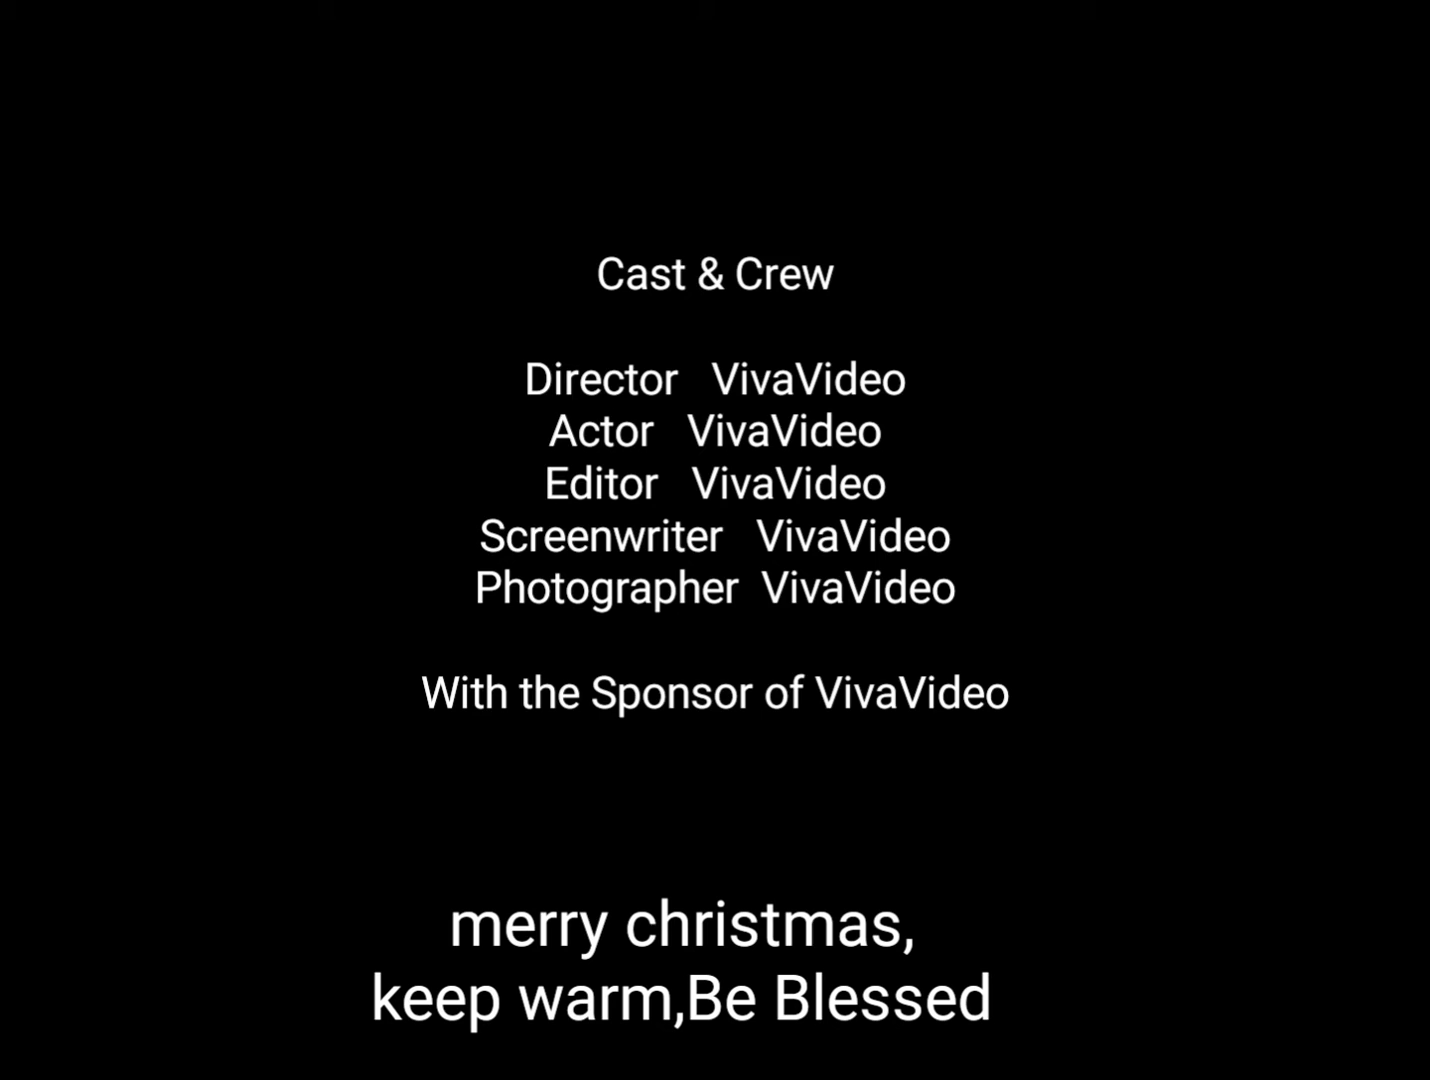 Cast & Crew
Director VivaVideo
Actor VivaVideo
Editor VivaVideo
Screenwriter VivaVideo
Photographer VivaVideo
With the Sponsor of VivaVideo
merry christmas,
keep warm,Be Blessed